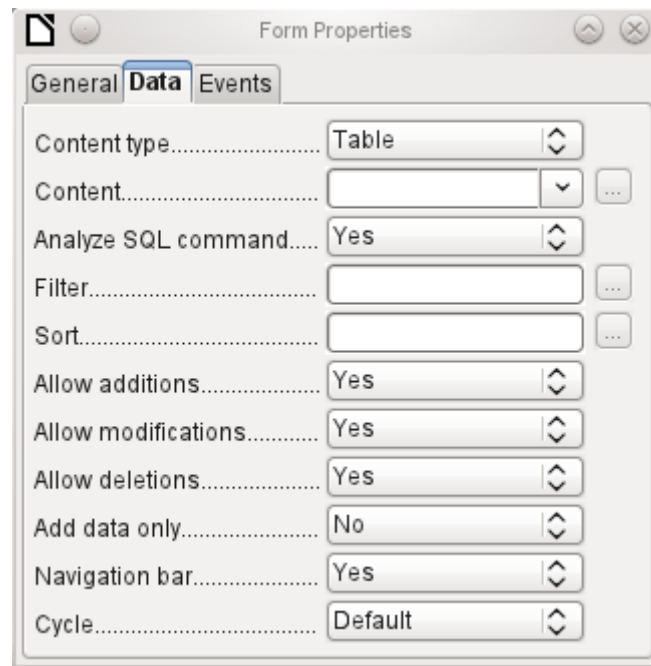 Form Properties
General Data Events
Content type........................ Table
Content................................... ...
Analyze SQL command..... Yes
Filter.................................... ...
Sort...................................... ...
Allow additions.................... Yes
Allow modifications............ Yes
Allow deletions.................... Yes
Add data only....................... No
Navigation bar..................... Yes
Cycle.................................... Default